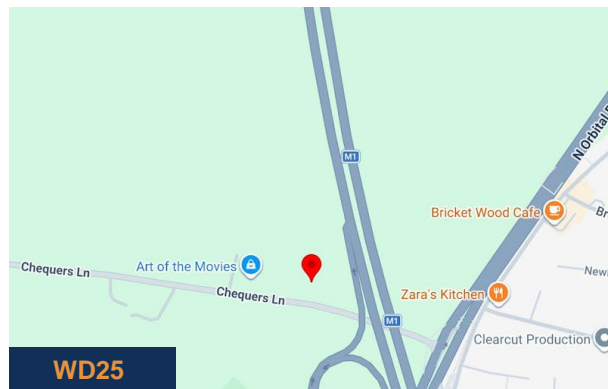 N Orbital
M1
Bricket Wood Cafe
Br
Art of the Movies
New
Chequers Ln
Chequers Ln
Zara's Kitchen
M1
Clearcut Production
WD25